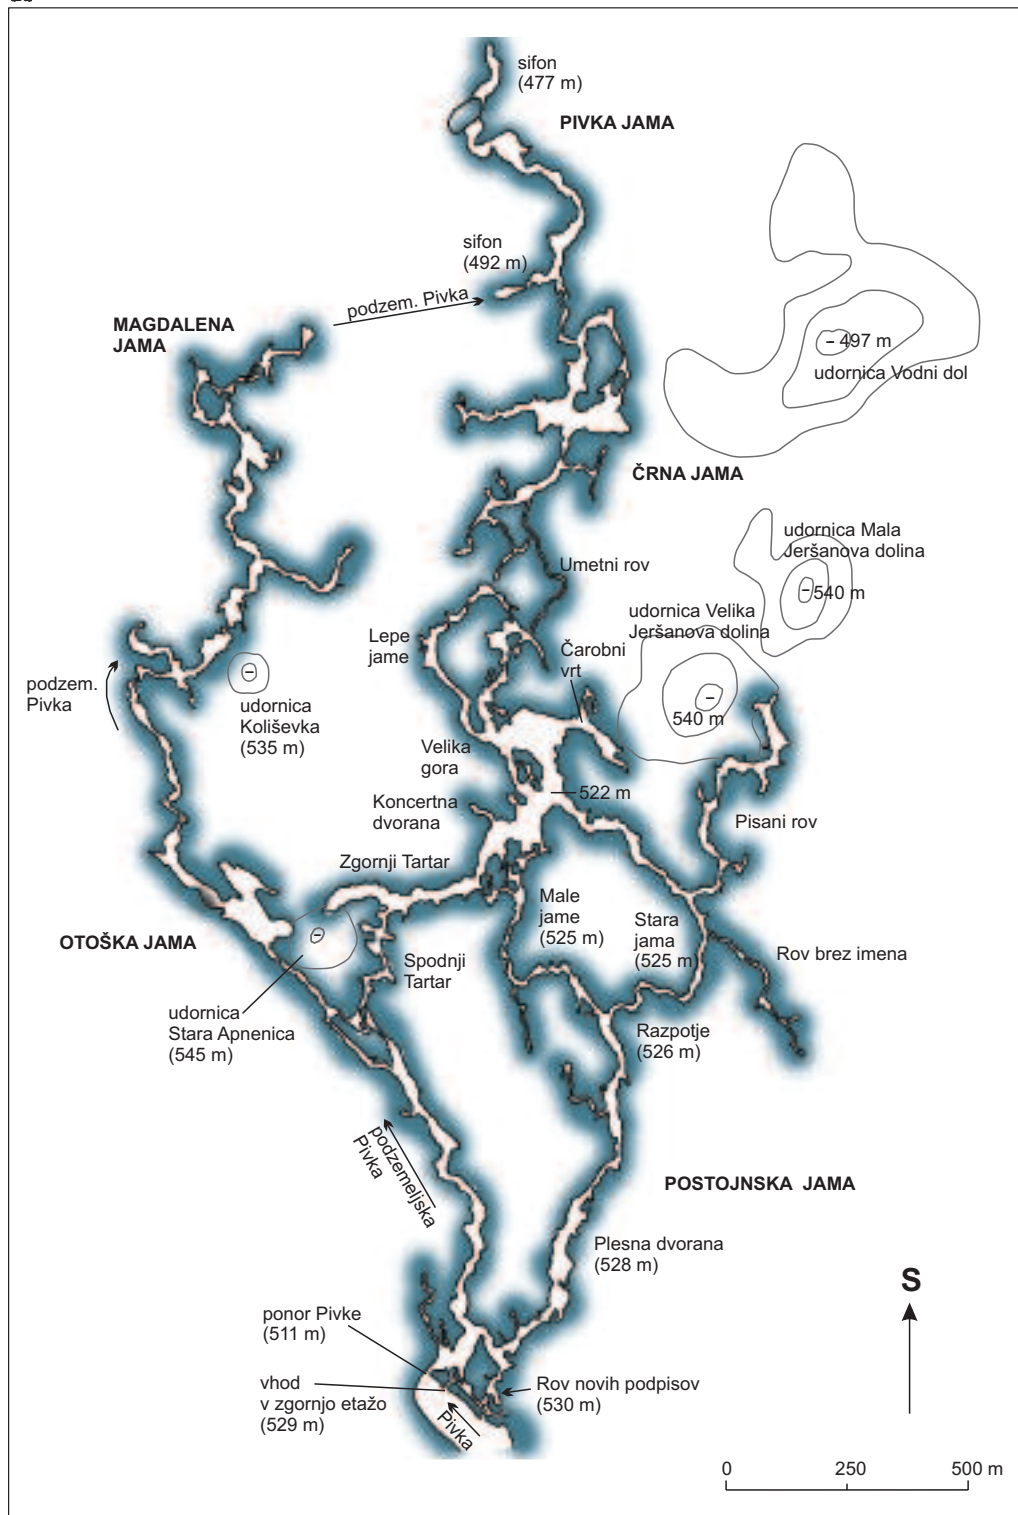 sifon
(477 m)
PIVKA JAMA
sifon
(492 m)
podzem. Pivka
MAGDALENA
JAMA
497 m
udornica Vodni dol
ČRNA JAMA
udornica Mala
Jeršanova dolina
540 m
Umetni rov
udornica Velika
Jeršanova dolina
540 m
Lepe
jame
Čarobni
vrt
podzem.
Pivka
udornica
Koliševka
(535 m)
Velika
gora
522 m
Koncertna
dvorana
Pisani rov
Zgornji Tartar
Male
jame
(525 m)
Stara
jama
(525 m)
OTOŠKA JAMA
Spodnji
Tartar
Rov brez imena
udornica
Stara Apnenica
(545 m)
Razpotje
(526 m)
podzemeljska
Pivka
POSTOJNSKA JAMA
Plesna dvorana
(528 m)
S
ponor Pivke
(511 m)
vhod
v zgornjo etažo
(529 m)
Rov novih podpisov
(530 m)
Pivka
0 250 500 m